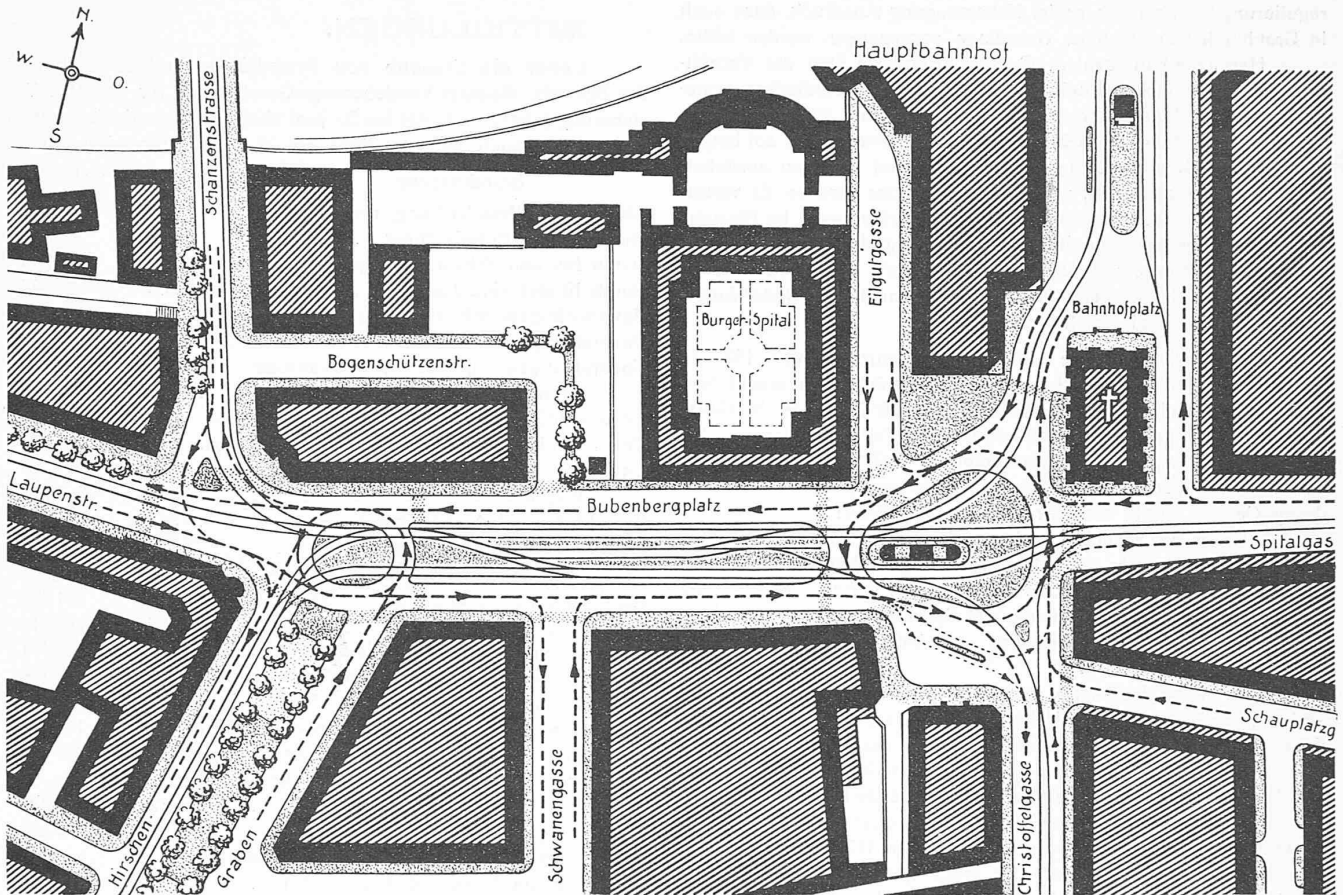 N.
W.
O.
S
Hauptbahnhof
Schanzenstrasse
Eilgutgasse
Burger-Spital
Bahnhofplatz
Bogenschützenstr.
Laupenstr.
Bubenbergplatz
Spitalgas
Schauplatzg
Hirschen-
Graben
Schwanengasse
Christoffelgasse